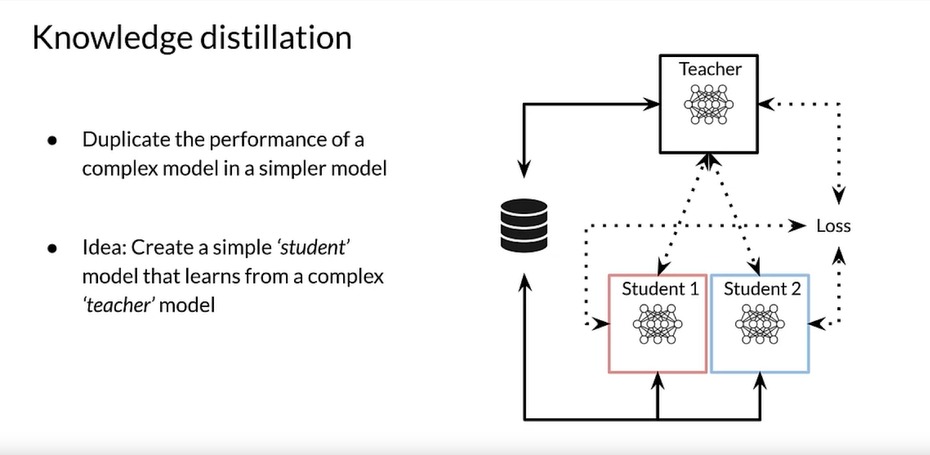 Knowledge distillation
● Duplicate the performance of a
complex model in a simpler model
● Idea: Create a simple ‘student’
model that learns from a complex
‘teacher’ model
Teacher
Loss
Student 1
Student 2